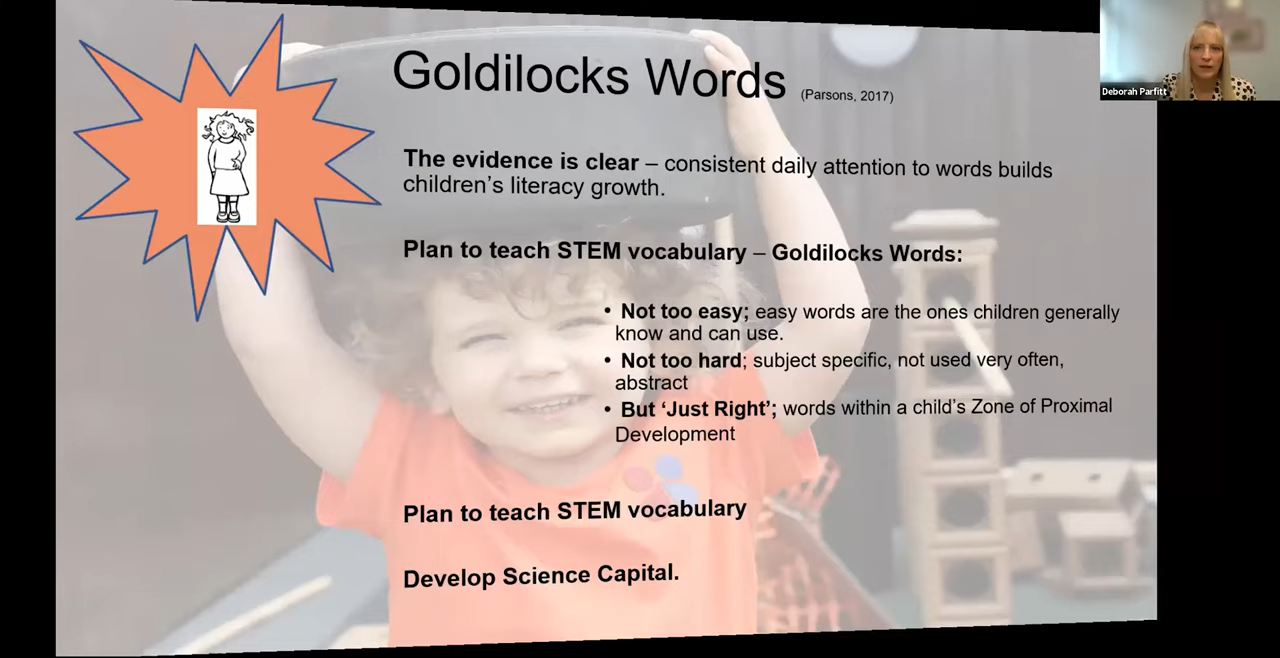 Goldilocks Words (Parsons, 2017)
The evidence is clear – consistent daily attention to words builds
children's literacy growth.
Plan to teach STEM vocabulary – Goldilocks Words:
• Not too easy; easy words are the ones children generally
know and can use.
• Not too hard; subject specific, not used very often,
abstract
• But ‘Just Right’; words within a child's Zone of Proximal
Development
Plan to teach STEM vocabulary
Develop Science Capital.
Deborah Parfitt